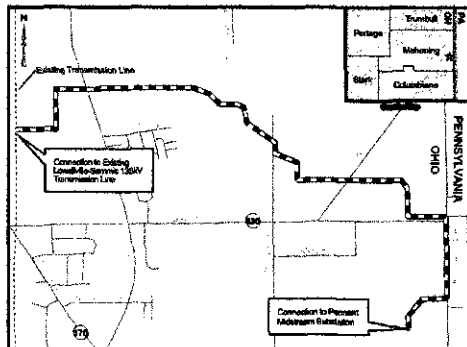 N
Existing Transmission Line
Connection to Existing
Lowellville-Sammis 138kV
Transmission Line
Portage
Trumbull
Mahoning
Stark
Columbiana
PA
OH
PENNSYLVANIA
OHIO
Connection to Pennant
Midstream Substation